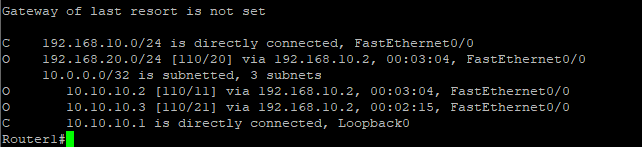 Gateway of last resort is not set
C    192.168.10.0/24 is directly connected, FastEthernet0/0
O    192.168.20.0/24 [110/20] via 192.168.10.2, 00:03:04, FastEthernet0/0
     10.0.0.0/32 is subnetted, 3 subnets
O       10.10.10.2 [110/11] via 192.168.10.2, 00:03:04, FastEthernet0/0
O       10.10.10.3 [110/21] via 192.168.10.2, 00:02:15, FastEthernet0/0
C       10.10.10.1 is directly connected, Loopback0
Router1#